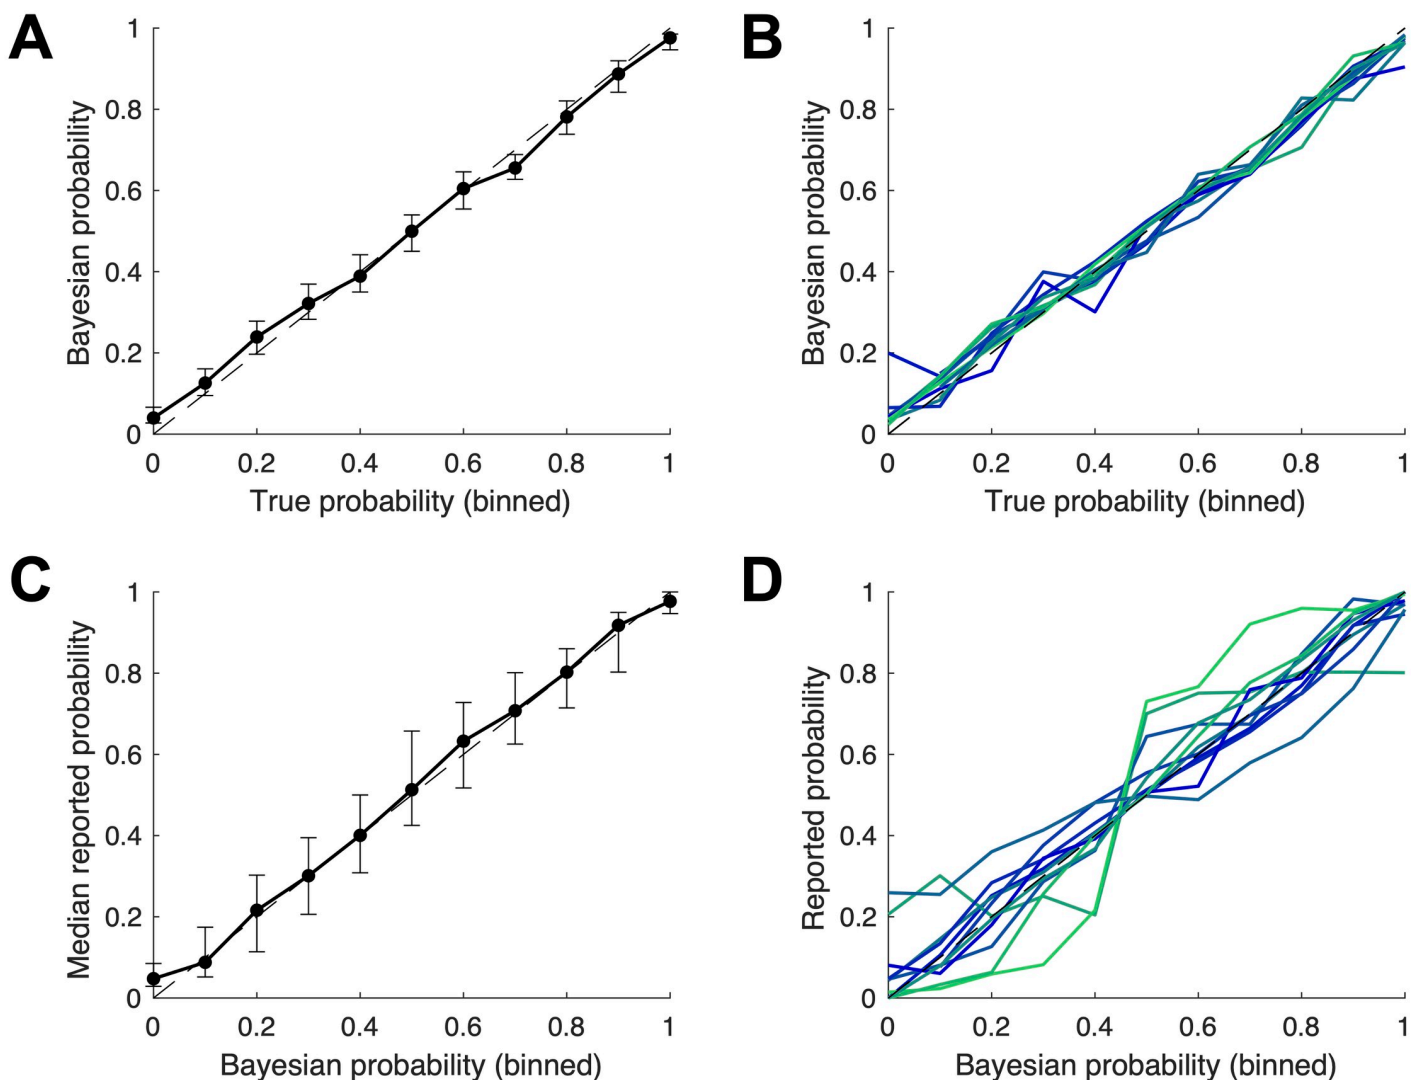 A
Bayesian probability
1
0.8
0.6
0.4
0.2
0
0 0.2 0.4 0.6 0.8 1
True probability (binned)
B
Bayesian probability
1
0.8
0.6
0.4
0.2
0
0 0.2 0.4 0.6 0.8 1
True probability (binned)
C
Median reported probability
1
0.8
0.6
0.4
0.2
0
0 0.2 0.4 0.6 0.8 1
Bayesian probability (binned)
D
Reported probability
1
0.8
0.6
0.4
0.2
0
0 0.2 0.4 0.6 0.8 1
Bayesian probability (binned)